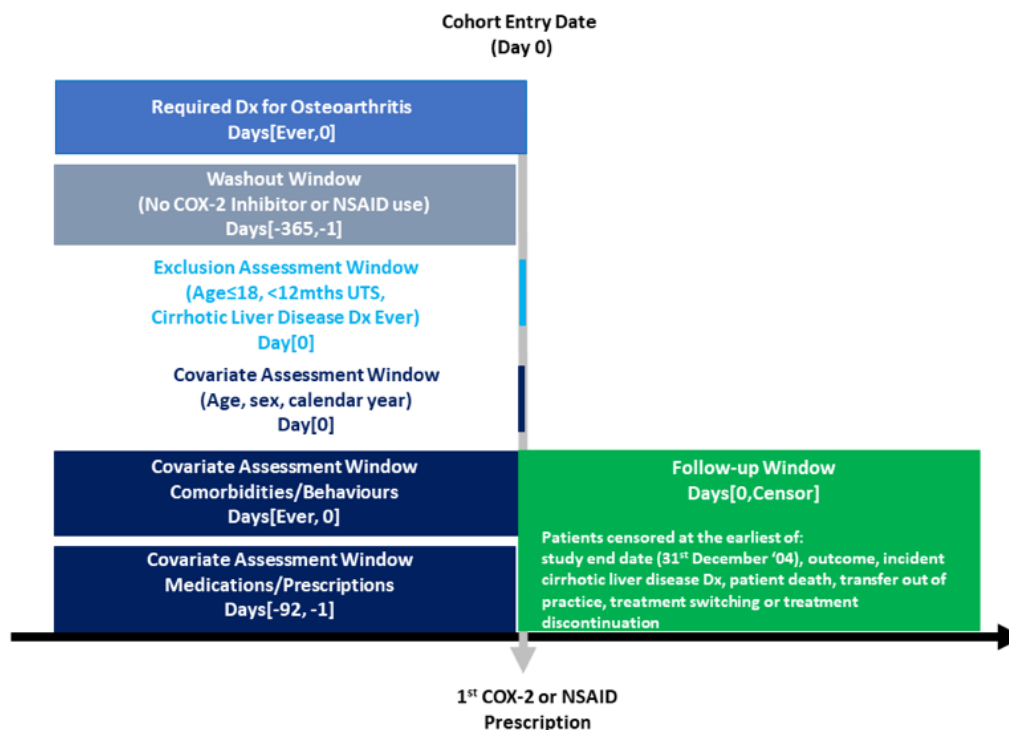 Cohort Entry Date
(Day 0)
Required Dx for Osteoarthritis
Days[Ever,0]
Washout Window
(No COX-2 Inhibitor or NSAID use)
Days[-365,-1]
Exclusion Assessment Window
(Age≤18, <12mths UTS,
Cirrhotic Liver Disease Dx Ever)
Day[0]
Covariate Assessment Window
(Age, sex, calendar year)
Day[0]
Covariate Assessment Window
Comorbidities/Behaviours
Days[Ever, 0]
Covariate Assessment Window
Medications/Prescriptions
Days[-92, -1]
Follow-up Window
Days[0,Censor]
Patients censored at the earliest of:
study end date (31st December ‘04), outcome, incident
cirrhotic liver disease Dx, patient death, transfer out of
practice, treatment switching or treatment
discontinuation
1st COX-2 or NSAID
Prescription